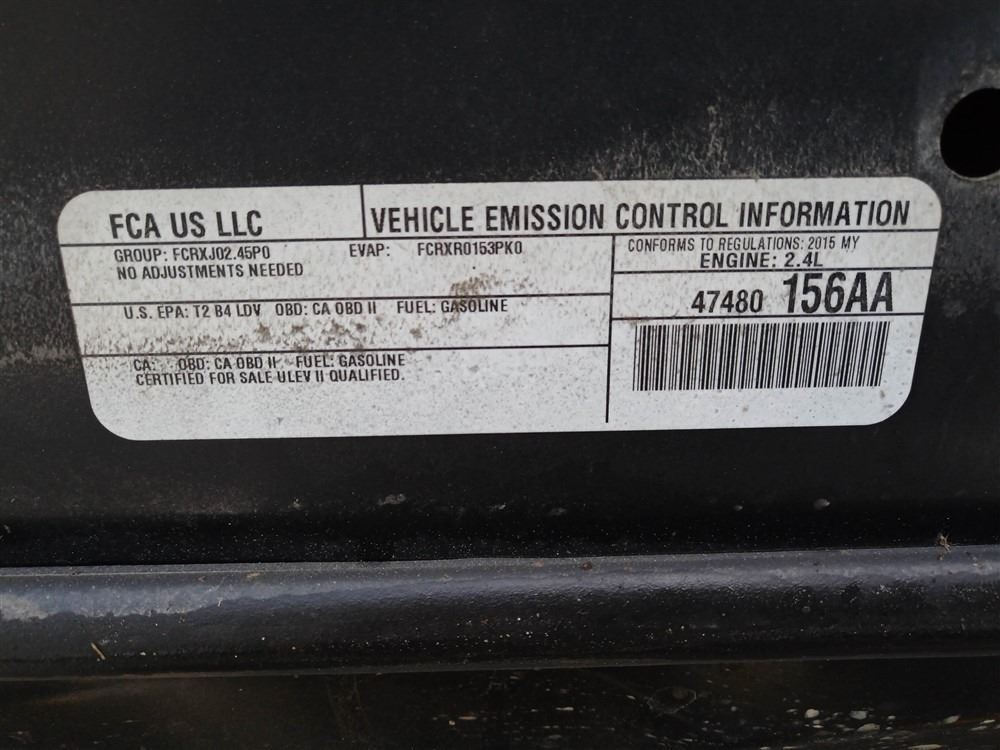 FCA US LLC
VEHICLE EMISSION CONTROL INFORMATION
GROUP: FCRXJ02.45P0 EVAP: FCRXR0153PK0
NO ADJUSTMENTS NEEDED
CONFORMS TO REGULATIONS: 2015 MY
ENGINE: 2.4L
U.S. EPA: T2 B4 LDV OBD: CA OBD II FUEL: GASOLINE
47480 156AA
CA: OBD: CA OBD II FUEL: GASOLINE
CERTIFIED FOR SALE ULEV II QUALIFIED.